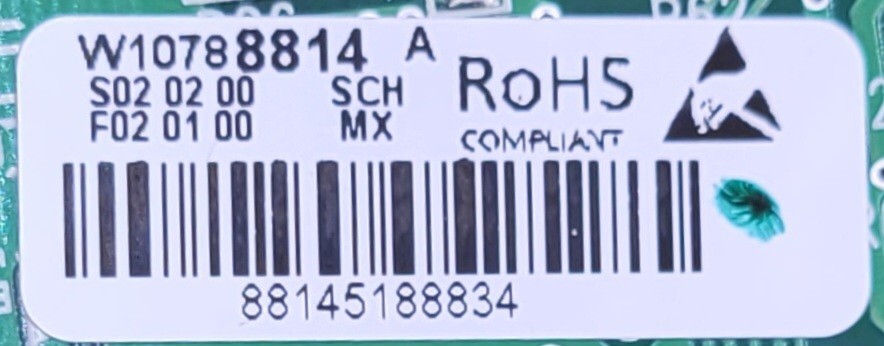 W10788814 A
S02 02 00 SCH
F02 01 00 MX
RoHS
COMPLIANT
88145188834